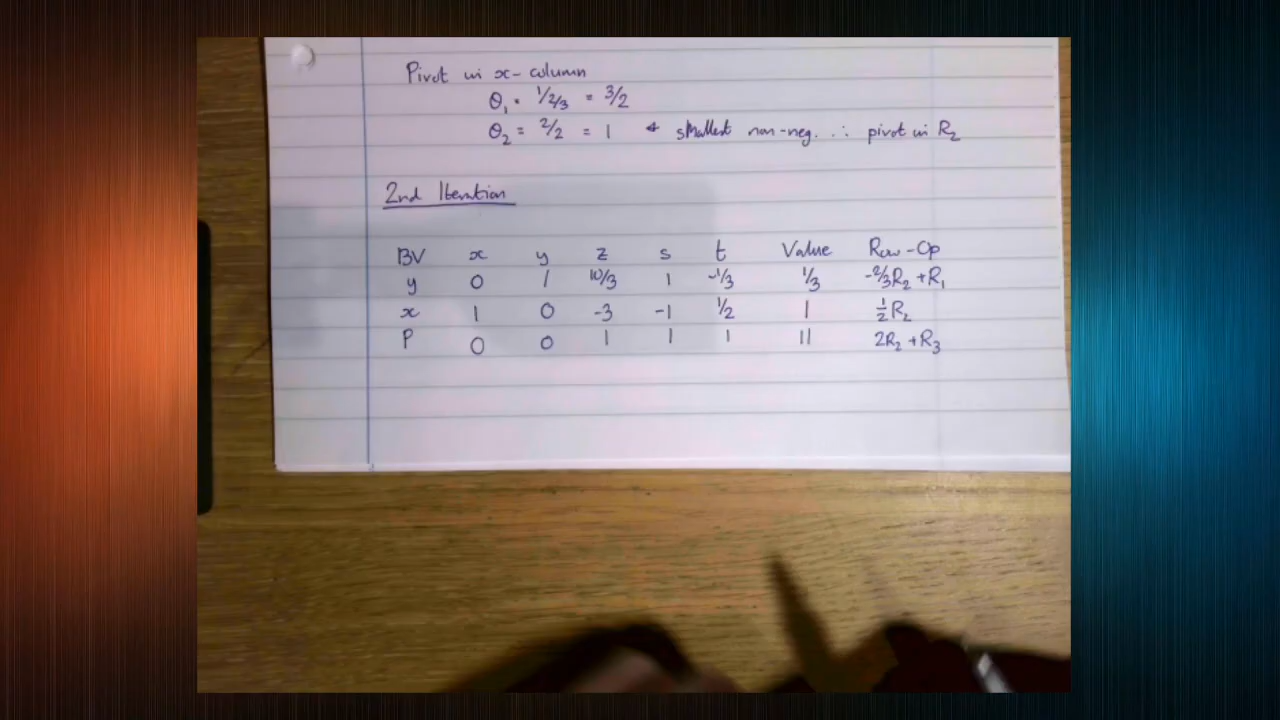 Pivot in x-column
θ₁ = 1/2/3 = 3/2
θ₂ = 2/2 = 1 ← smallest non-neg. ∴ pivot in R₂
2nd Iteration
BV x y z s t Value Row-Op
y 0 1 10/3 1 -1/3 1/3 -2/3R₂ + R₁
x 1 0 -3 -1 1/2 1 1/2R₂
P 0 0 1 1 1 11 2R₂ + R₃